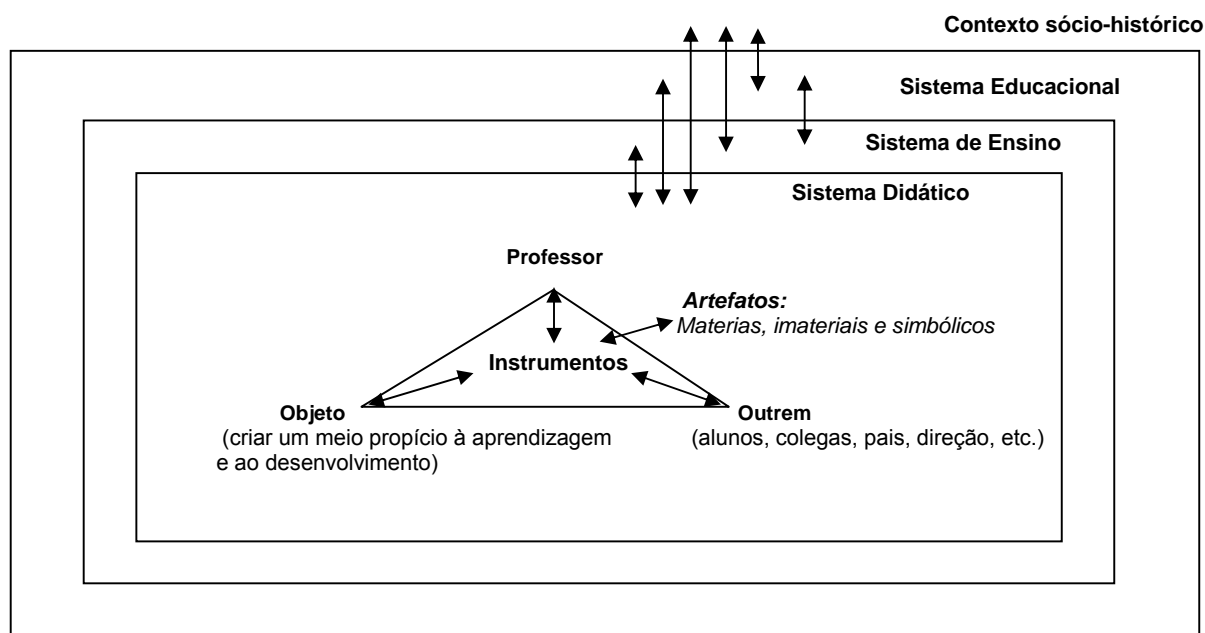 Contexto sócio-histórico
Sistema Educacional
Sistema de Ensino
Sistema Didático
Professor
Artefatos:
Materias, imateriais e simbólicos
Instrumentos
Objeto
(criar um meio propício à aprendizagem
e ao desenvolvimento)
Outrem
(alunos, colegas, pais, direção, etc.)